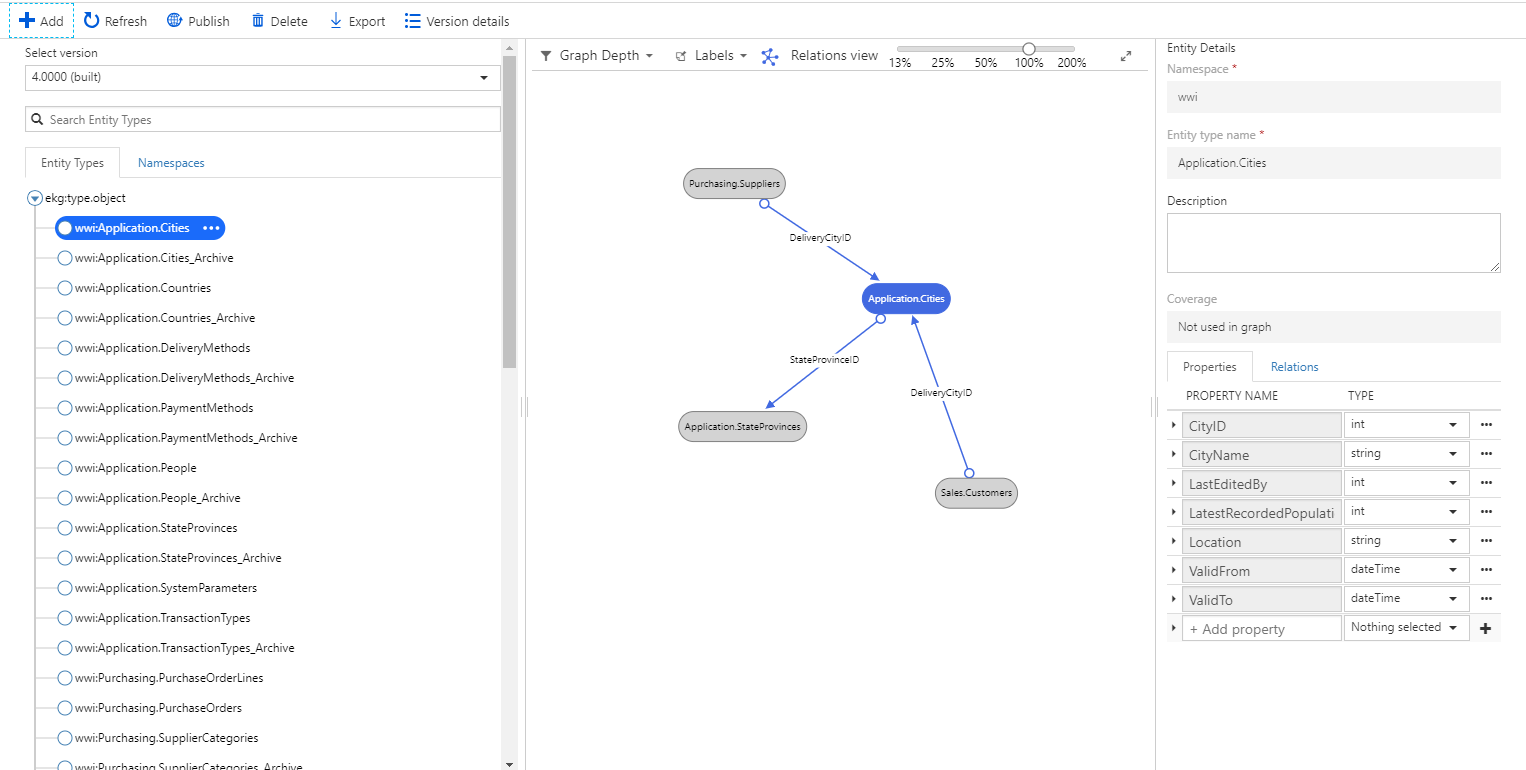 Add Refresh Publish Delete Export Version details
Select version
4.0000 (built)
Search Entity Types
Entity Types Namespaces
ekg:type.object
wwi:Application.Cities
wwi:Application.Cities_Archive
wwi:Application.Countries
wwi:Application.Countries_Archive
wwi:Application.DeliveryMethods
wwi:Application.DeliveryMethods_Archive
wwi:Application.PaymentMethods
wwi:Application.PaymentMethods_Archive
wwi:Application.People
wwi:Application.People_Archive
wwi:Application.StateProvinces
wwi:Application.StateProvinces_Archive
wwi:Application.SystemParameters
wwi:Application.TransactionTypes
wwi:Application.TransactionTypes_Archive
wwi:Purchasing.PurchaseOrderLines
wwi:Purchasing.PurchaseOrders
wwi:Purchasing.SupplierCategories
wwi:Purchasing.SupplierCategories_Archive
Graph Depth Labels Relations view
13% 25% 50% 100% 200%
Purchasing.Suppliers
DeliveryCityID
Application.Cities
StateProvinceID
DeliveryCityID
Application.StateProvinces
Sales.Customers
Entity Details
Namespace *
wwi
Entity type name *
Application.Cities
Description
Coverage
Not used in graph
Properties Relations
PROPERTY NAME TYPE
CityID int
CityName string
LastEditedBy int
LatestRecordedPopulati int
Location string
ValidFrom dateTime
ValidTo dateTime
+ Add property Nothing selected